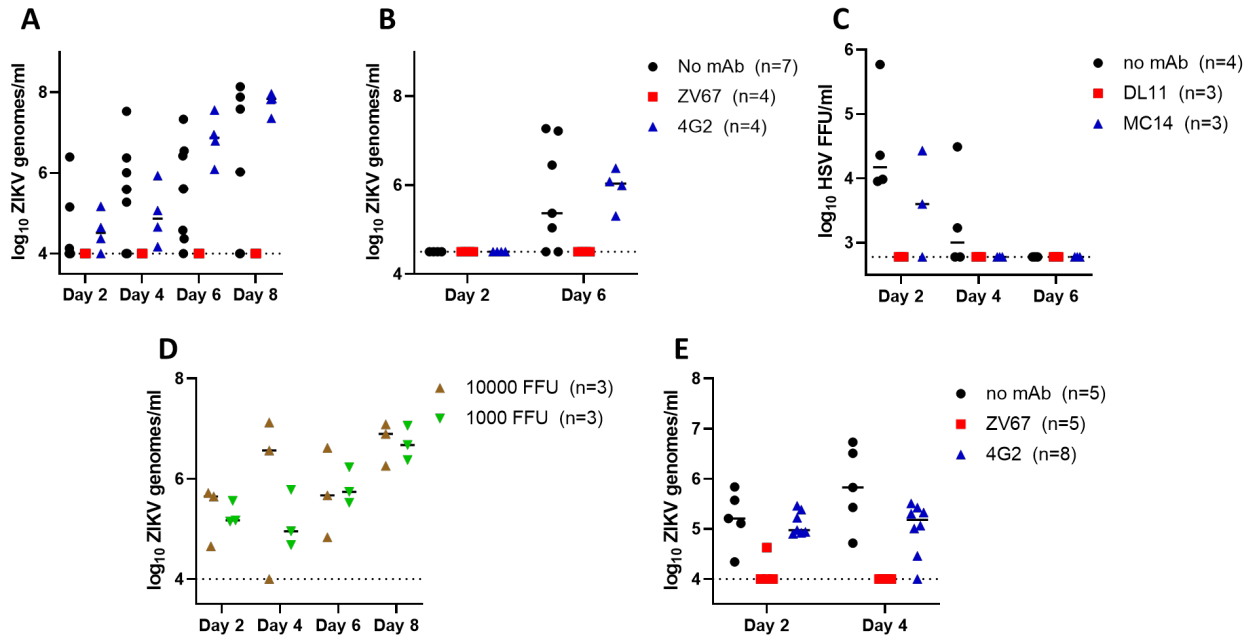 A
log10 ZIKV genomes/ml
8
6
4
Day 2 Day 4 Day 6 Day 8
B
log10 ZIKV genomes/ml
8
6
4
Day 2 Day 6
No mAb (n=7)
ZV67 (n=4)
4G2 (n=4)
C
log10 HSV FFU/ml
6
5
4
3
Day 2 Day 4 Day 6
no mAb (n=4)
DL11 (n=3)
MC14 (n=3)
D
log10 ZIKV genomes/ml
8
6
4
Day 2 Day 4 Day 6 Day 8
10000 FFU (n=3)
1000 FFU (n=3)
E
log10 ZIKV genomes/ml
8
7
6
5
4
Day 2 Day 4
no mAb (n=5)
ZV67 (n=5)
4G2 (n=8)